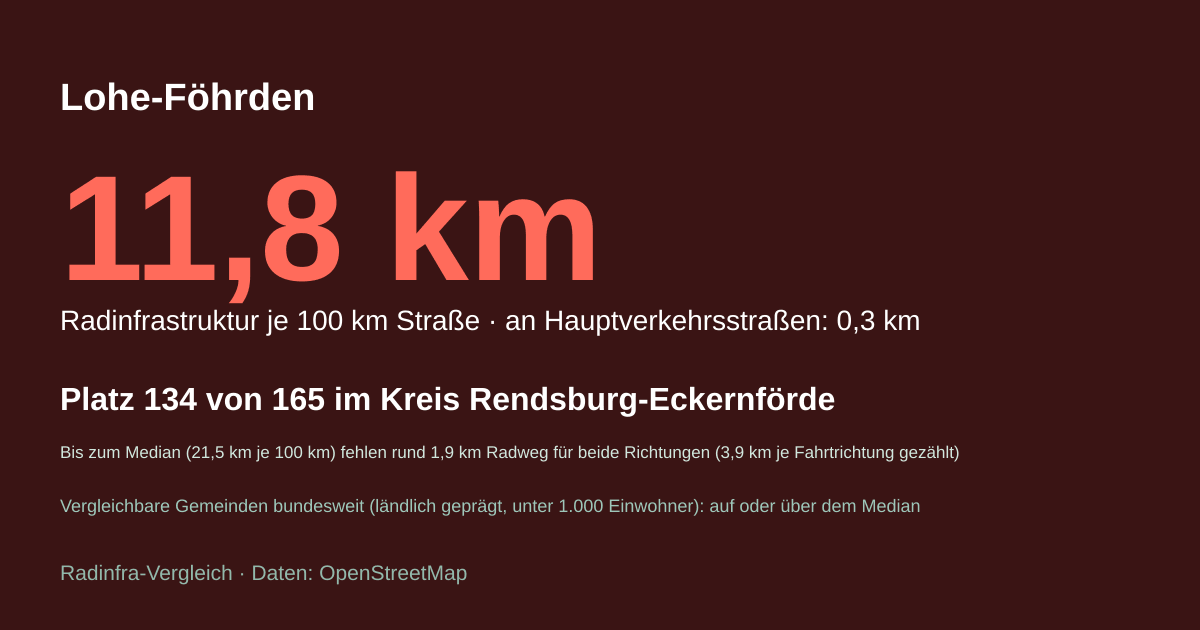 Lohe-Föhrden
11,8 km
Radinfrastruktur je 100 km Straße · an Hauptverkehrsstraßen: 0,3 km
Platz 134 von 165 im Kreis Rendsburg-Eckernförde
Bis zum Median (21,5 km je 100 km) fehlen rund 1,9 km Radweg für beide Richtungen (3,9 km je Fahrtrichtung gezählt)
Vergleichbare Gemeinden bundesweit (ländlich geprägt, unter 1.000 Einwohner): auf oder über dem Median
Radinfra-Vergleich · Daten: OpenStreetMap